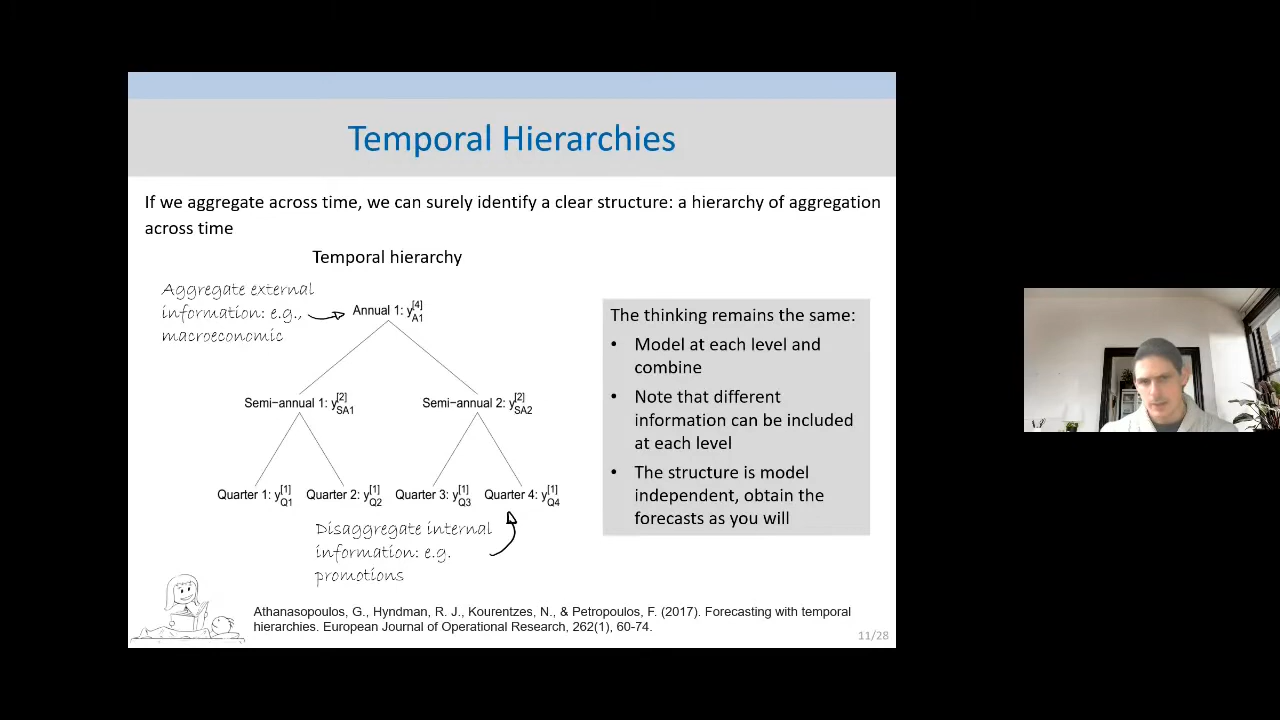 Temporal Hierarchies
If we aggregate across time, we can surely identify a clear structure: a hierarchy of aggregation
across time
Temporal hierarchy
Aggregate external
information: e.g.,
macroeconomic
Annual 1: y[4]A1
Semi-annual 1: y[2]SA1
Semi-annual 2: y[2]SA2
Quarter 1: y[1]Q1
Quarter 2: y[1]Q2
Quarter 3: y[1]Q3
Quarter 4: y[1]Q4
Disaggregate internal
information: e.g.
promotions
The thinking remains the same:
• Model at each level and
combine
• Note that different
information can be included
at each level
• The structure is model
independent, obtain the
forecasts as you will
Athanasopoulos, G., Hyndman, R. J., Kourentzes, N., & Petropoulos, F. (2017). Forecasting with temporal
hierarchies. European Journal of Operational Research, 262(1), 60-74.
11/28